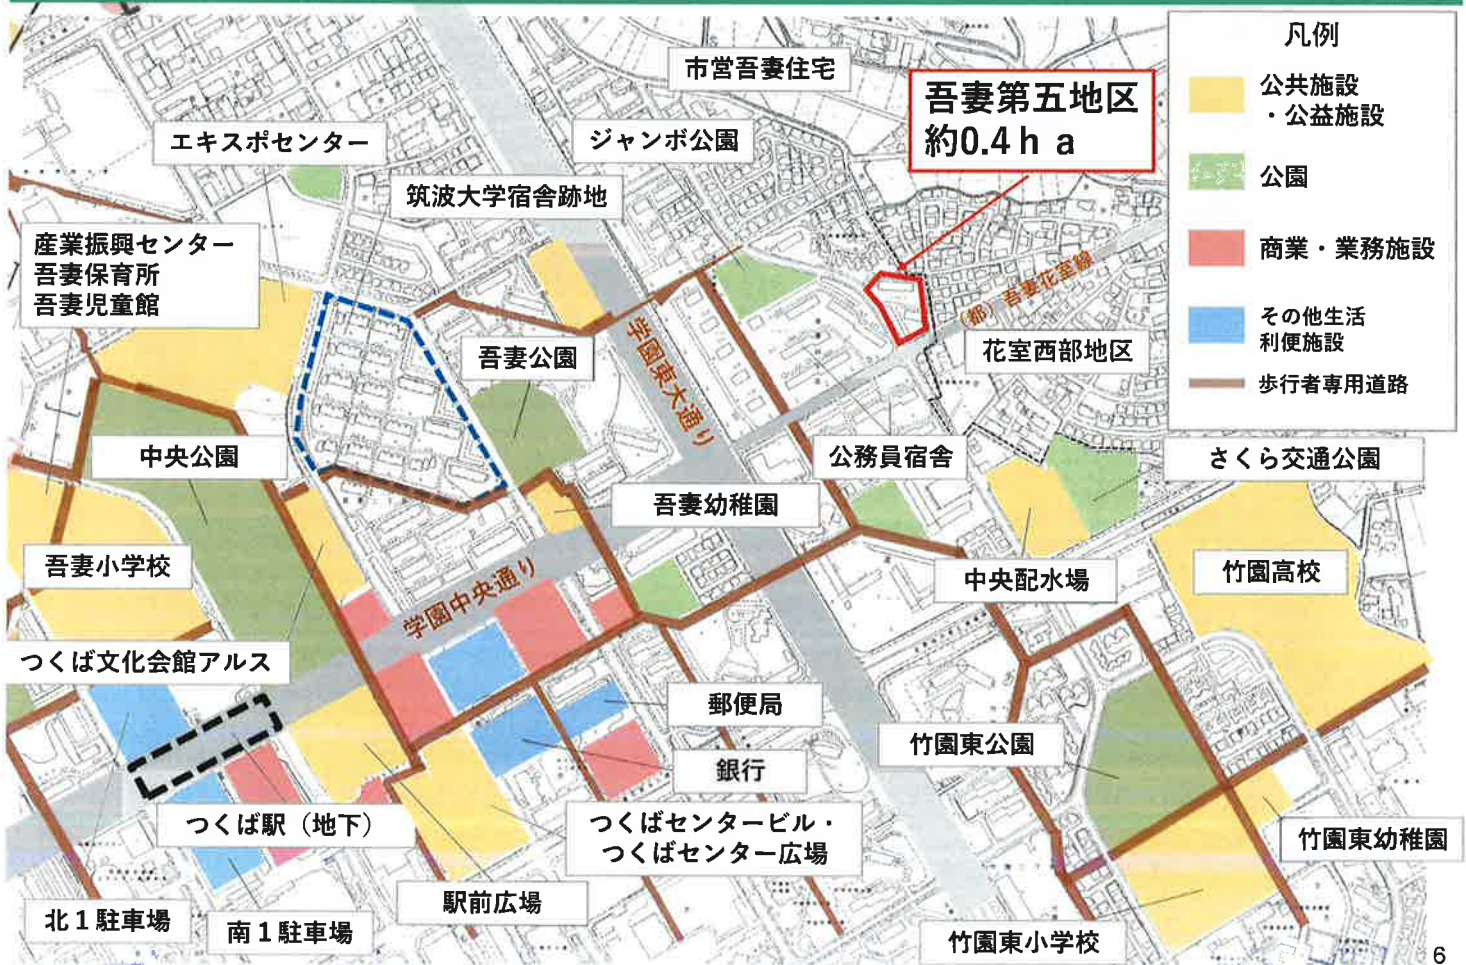 市営吾妻住宅
吾妻第五地区
約0.4ｈａ
凡例
公共施設
・公益施設
公園
商業・業務施設
その他生活
利便施設
歩行者専用道路
エキスポセンター
ジャンボ公園
筑波大学宿舎跡地
産業振興センター
吾妻保育所
吾妻児童館
吾妻公園
学園東大通り
（都）吾妻花室線
花室西部地区
中央公園
公務員宿舎
さくら交通公園
吾妻幼稚園
吾妻小学校
学園中央通り
中央配水場
竹園高校
つくば文化会館アルス
郵便局
竹園東公園
銀行
つくば駅（地下）
つくばセンタービル・
つくばセンター広場
竹園東幼稚園
駅前広場
北１駐車場
南１駐車場
竹園東小学校
6